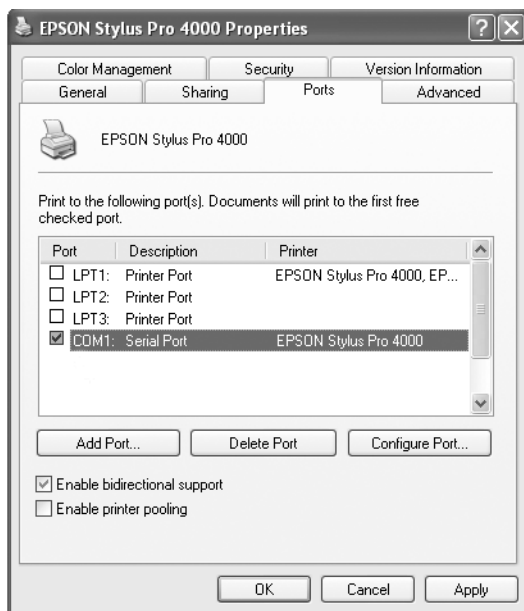 EPSON Stylus Pro 4000 Properties
Color Management Security Version Information
General Sharing Ports Advanced
EPSON Stylus Pro 4000
Print to the following port(s). Documents will print to the first free
checked port.
Port Description Printer
LPT1: Printer Port EPSON Stylus Pro 4000, EP...
LPT2: Printer Port
LPT3: Printer Port
COM1: Serial Port EPSON Stylus Pro 4000
Add Port... Delete Port Configure Port...
Enable bidirectional support
Enable printer pooling
OK Cancel Apply